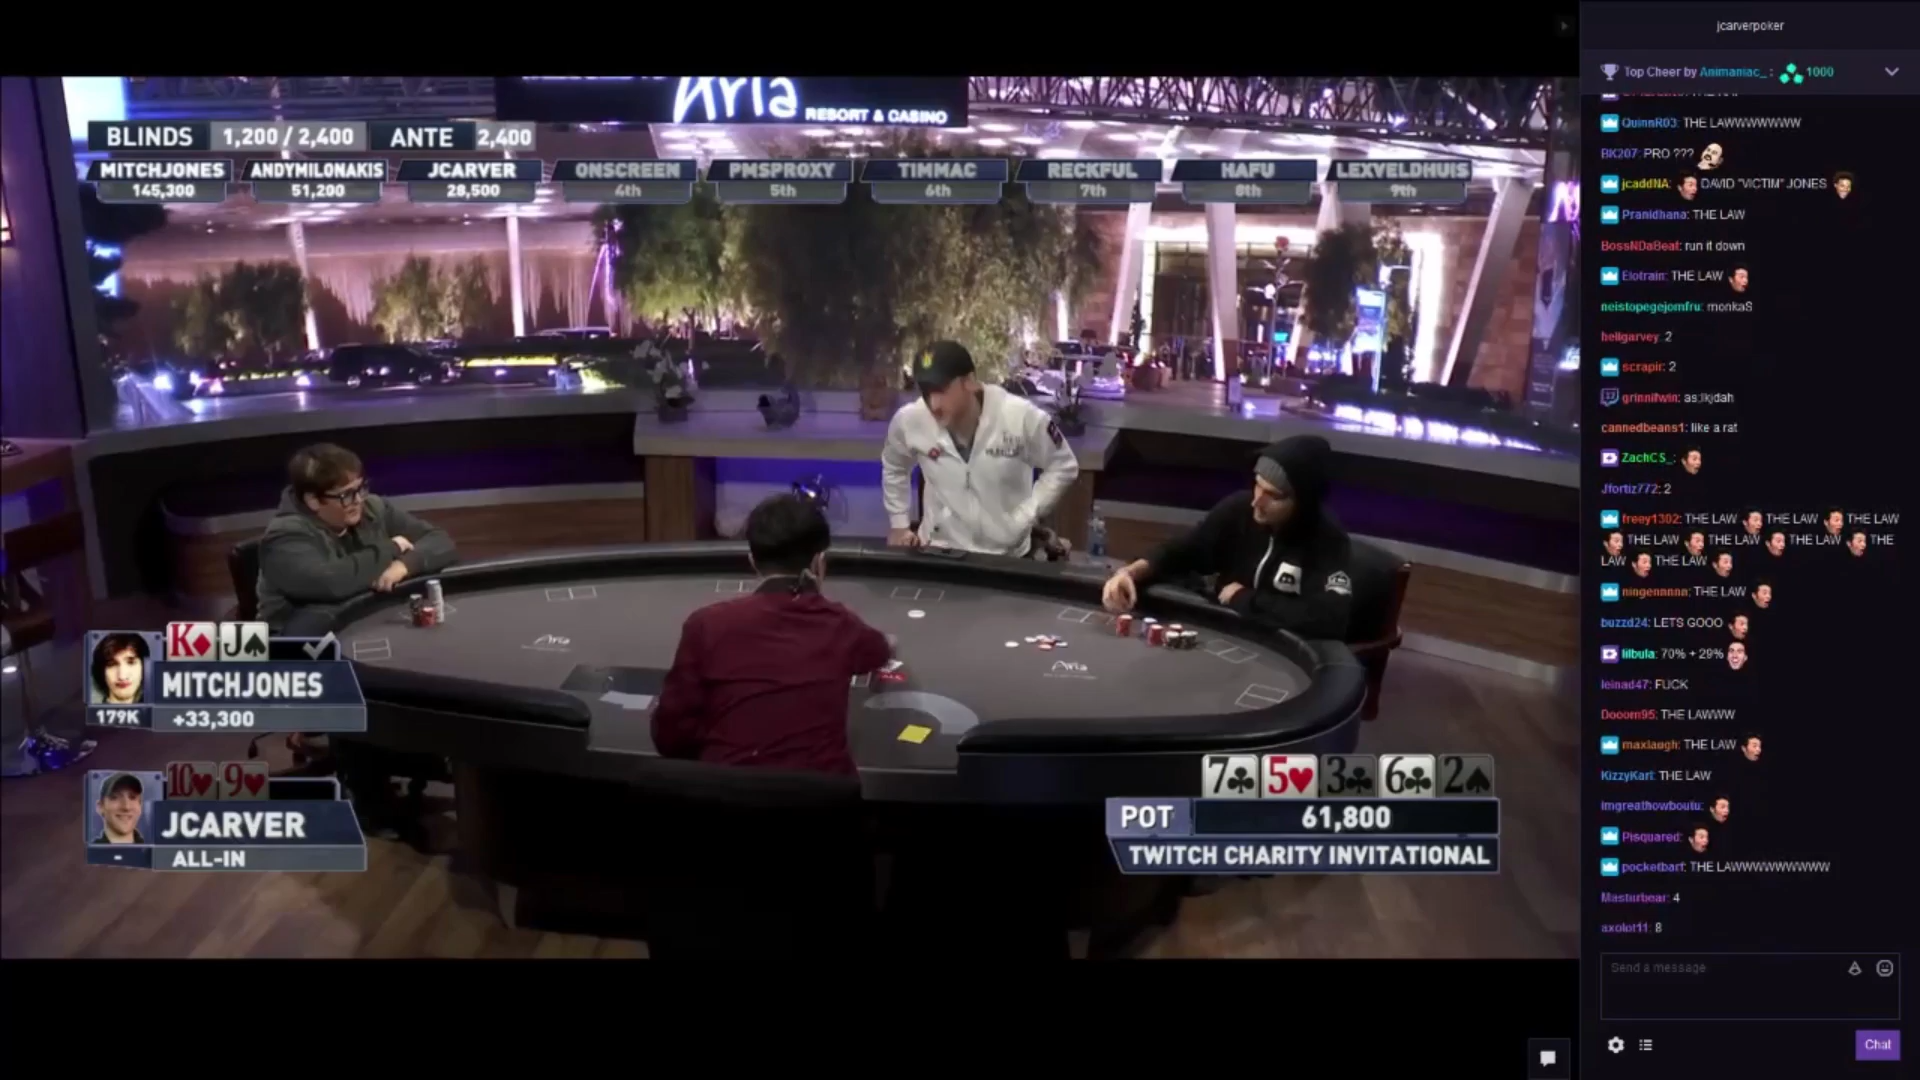 Aria
RESORT & CASINO
BLINDS 1,200 / 2,400 ANTE 2,400
MITCHJONES ANDYMILONAKIS JCARVER ONSCREEN PMSPROXY TIMMAC RECKFUL HAFU LEXVELDHUIS
145,300 51,200 28,500 4th 5th 6th 7th 8th 9th
Aria
Aria
K♦ J♠
MITCHJONES
179K +33,300
10♥ 9♥
JCARVER
- ALL-IN
7♣ 5♥ 3♣ 6♣ 2♠
POT 61,800
TWITCH CHARITY INVITATIONAL
jcarverpoker
Top Cheer by Animaniac_ : 1000
QuinnR03: THE LAWWWWWWW
BK207: PRO ???
jcaddNA: DAVID "VICTIM" JONES
Pranidhana: THE LAW
BossNDaBeat: run it down
Elotrain: THE LAW
neistopegejomfru: monkaS
hellgarvey: 2
scrapir: 2
grinnifwin: as;lkjdah
cannedbeans1: like a rat
ZachCS_:
Jfortiz772: 2
freey1302: THE LAW THE LAW THE LAW
THE LAW THE LAW THE LAW THE
LAW THE LAW
ningennnnn: THE LAW
buzzd24: LETS GOOO
lilbula: 70% + 29%
leinad47: FUCK
Dooom95: THE LAWWW
maxlaugh: THE LAW
KizzyKarl: THE LAW
imgreathowboutu:
Pisquared:
pocketbarf: THE LAWWWWWWWWWW
Masturbear: 4
axolot11: 8
Send a message
Chat